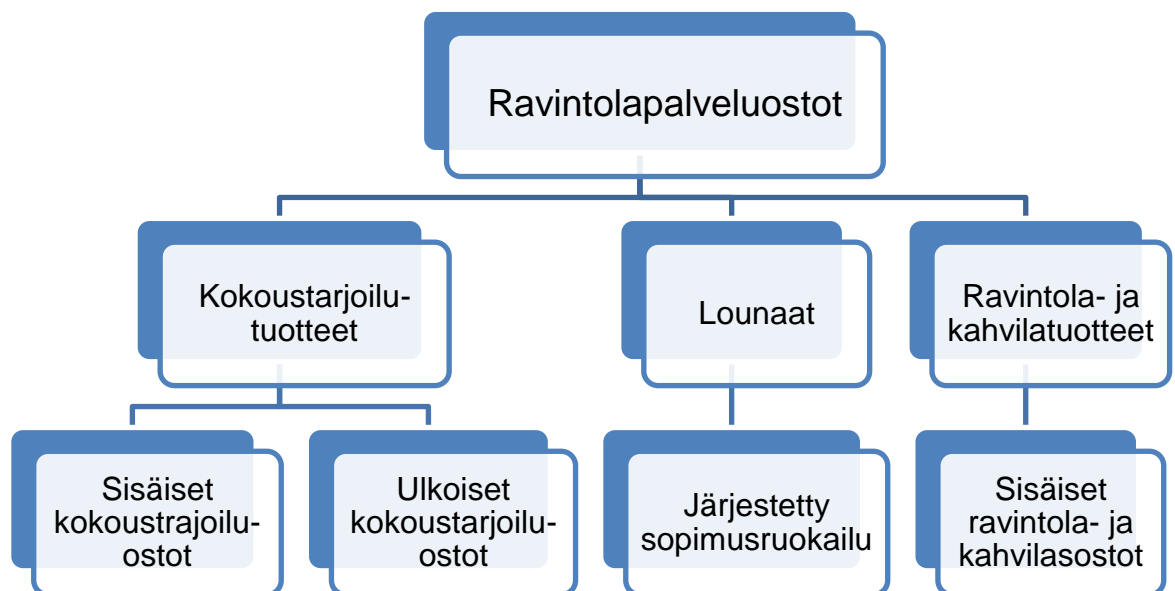 Ravintolapalveluostot
Kokoustarjoilu-
tuotteet
Lounaat
Ravintola- ja
kahvilatuotteet
Sisäiset
kokoustrajoilu-
ostot
Ulkoiset
kokoustarjoilu-
ostot
Järjestetty
sopimusruokailu
Sisäiset
ravintola- ja
kahvilasostot